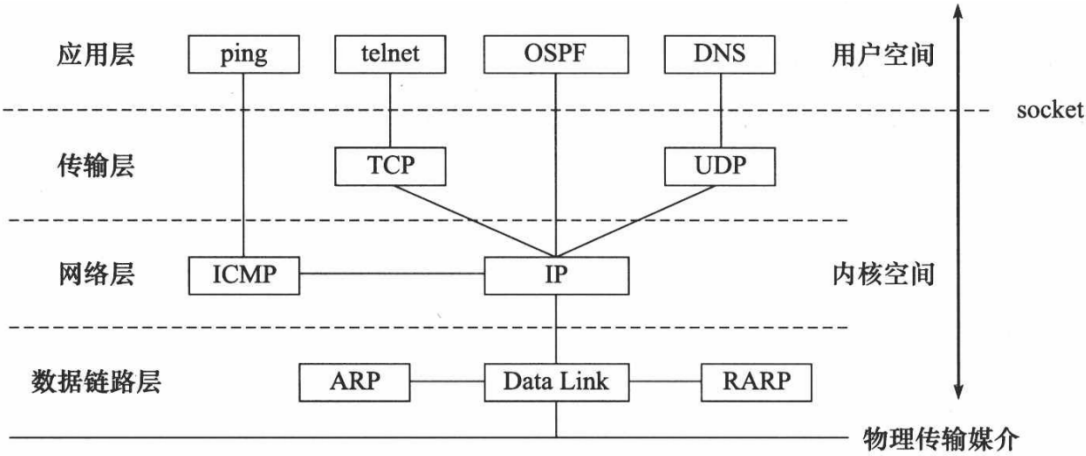 应用层 ping telnet OSPF DNS 用户空间
socket
传输层 TCP UDP
网络层 ICMP IP 内核空间
数据链路层 ARP Data Link RARP
物理传输媒介